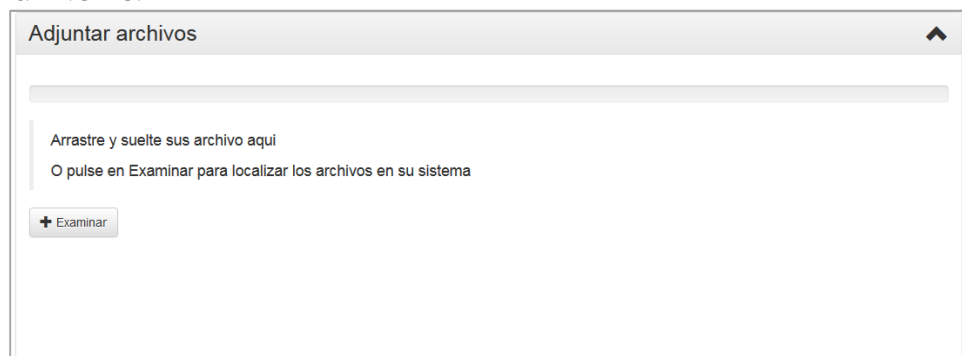 Adjuntar archivos
Arrastre y suelte sus archivo aqui
O pulse en Examinar para localizar los archivos en su sistema
Examinar